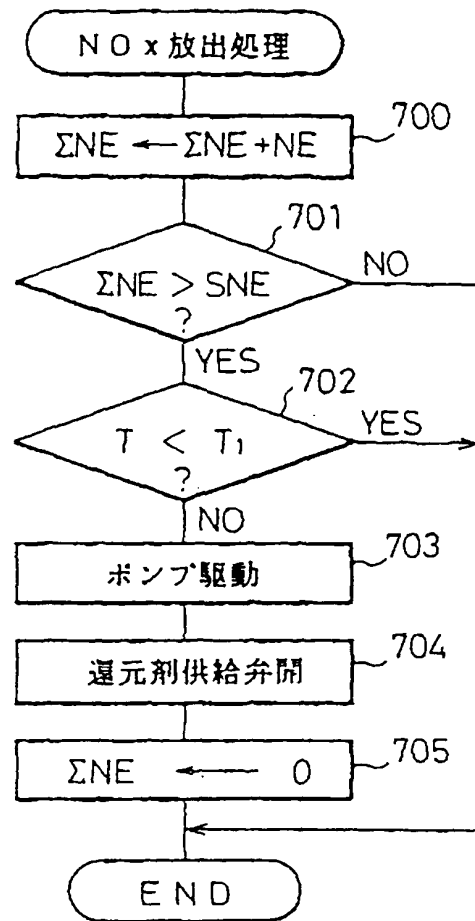 NOx放出処理
700
ΣNE ← ΣNE+NE
701
ΣNE > SNE
?
NO
YES
702
T < T₁
?
YES
NO
703
ポンプ駆動
704
還元剤供給弁開
705
ΣNE ← 0
END